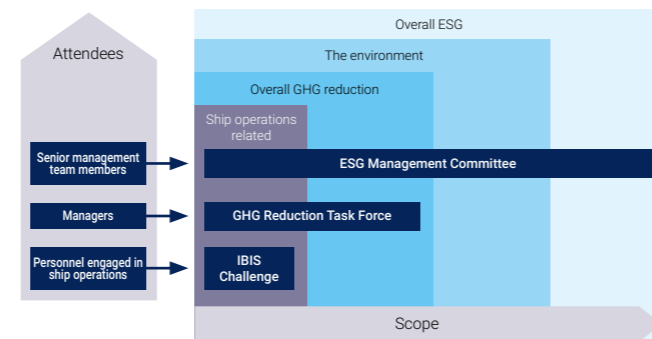 Overall ESG
Attendees
The environment
Overall GHG reduction
Ship operations
related
Senior management
team members
ESG Management Committee
Managers
GHG Reduction Task Force
Personnel engaged in
ship operations
IBIS
Challenge
Scope